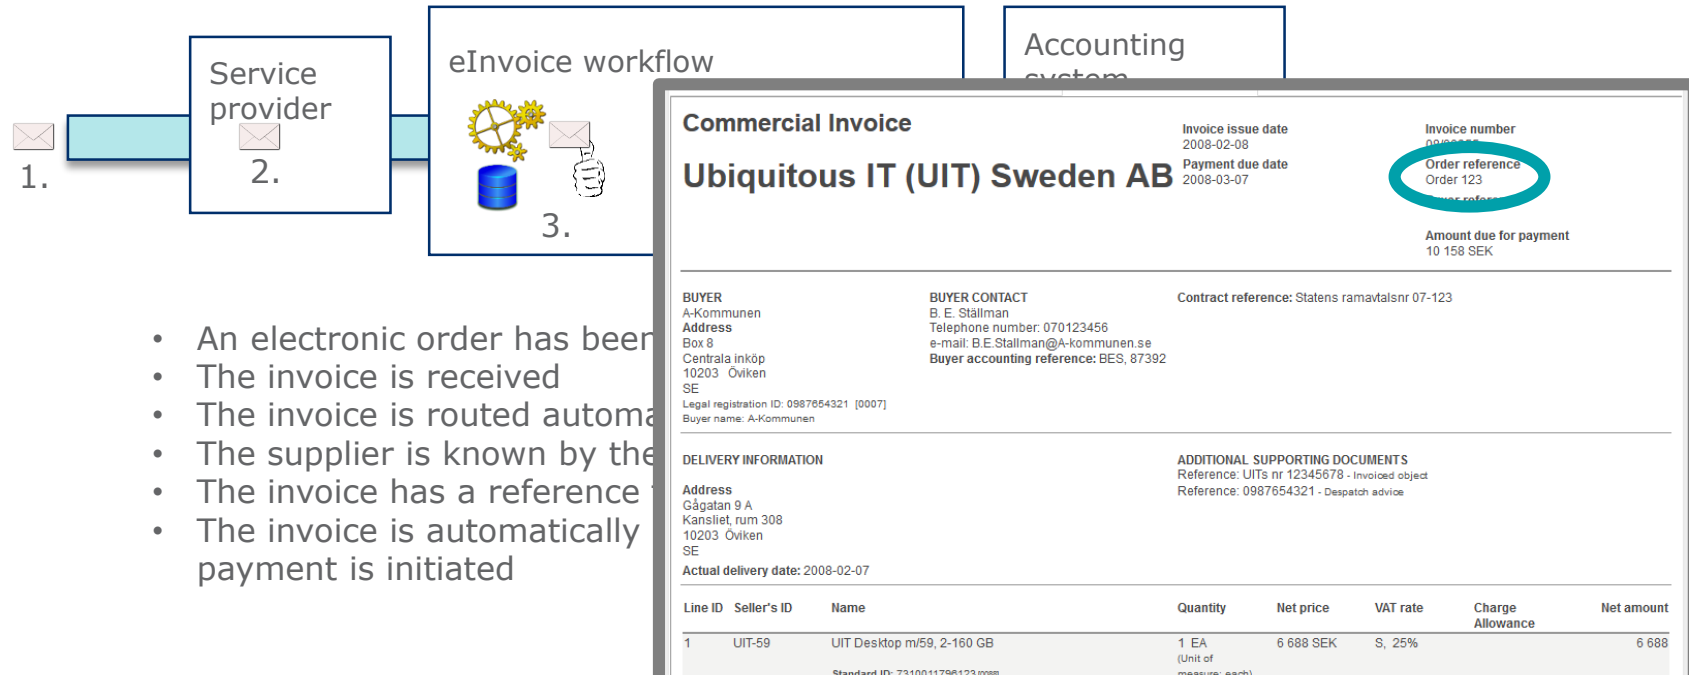 Service
provider
eInvoice workflow
Accounting
system
1.
2.
3.
• An electronic order has been
• The invoice is received
• The invoice is routed
• The supplier is known by the
• The invoice has a reference
• The invoice is automatically
payment is initiated
Commercial Invoice
Ubiquitous IT (UIT) Sweden AB
Invoice issue date
2008-02-08
Payment due date
2008-03-07
Invoice number
Order reference
Order 123
Amount due for payment
10 158 SEK
BUYER
A-Kommunen
Address
Box 8
Centrala inköp
10203 Öviken
SE
Legal registration ID: 0987654321 [0007]
Buyer name: A-Kommunen
BUYER CONTACT
B. E. Ställman
Telephone number: 070123456
e-mail: B.E.Stallman@A-kommunen.se
Buyer accounting reference: BES, 87392
Contract reference: Statens ramavtalsnr 07-123
DELIVERY INFORMATION
Address
Gågatan 9 A
Kansliet, rum 308
10203 Öviken
SE
Actual delivery date: 2008-02-07
ADDITIONAL SUPPORTING DOCUMENTS
Reference: UITs nr 12345678 - Invoiced object
Reference: 0987654321 - Despatch advice
Line ID Seller's ID Name Quantity Net price VAT rate Charge Allowance Net amount
1 UIT-59 UIT Desktop m/59, 2-160 GB 1 EA 6 688 SEK S, 25% 6 688
(Unit of
measure: each)
Standard ID: 7310011796123 [0088]